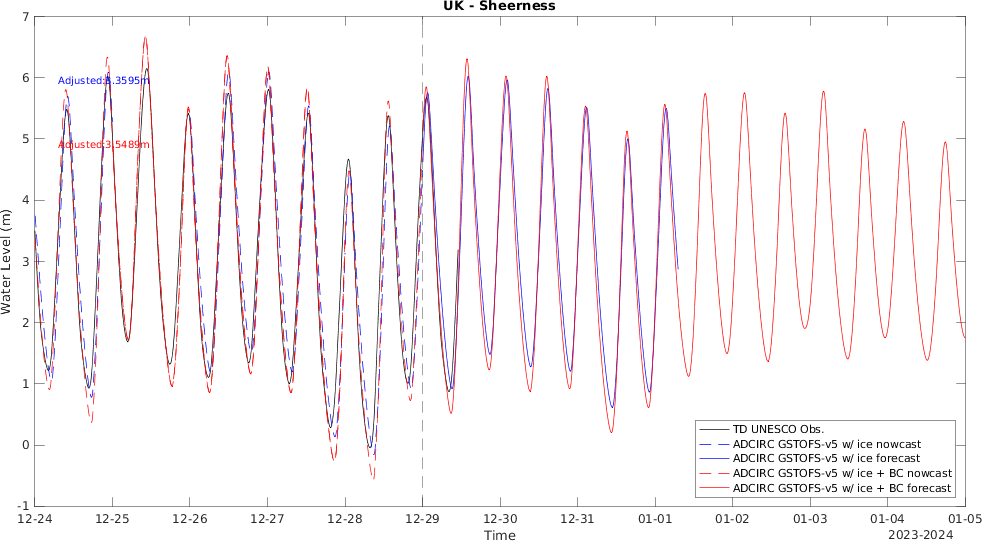 UK - Sheerness
7
6
5
4
3
2
1
0
-1
Water Level (m)
Adjusted:3.3595m
Adjusted:3.5489m
TD UNESCO Obs.
ADCIRC GSTOFS-v5 w/ ice nowcast
ADCIRC GSTOFS-v5 w/ ice forecast
ADCIRC GSTOFS-v5 w/ ice + BC nowcast
ADCIRC GSTOFS-v5 w/ ice + BC forecast
12-24 12-25 12-26 12-27 12-28 12-29 12-30 12-31 01-01 01-02 01-03 01-04 01-05
Time
2023-2024